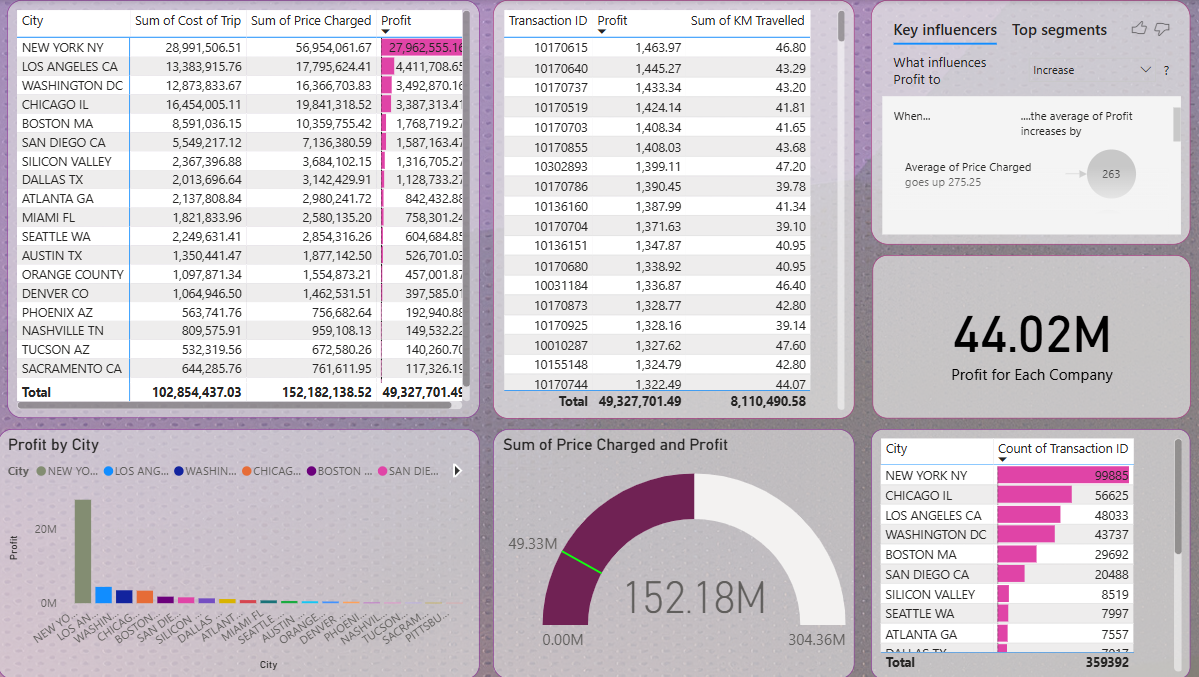 City Sum of Cost of Trip Sum of Price Charged Profit
NEW YORK NY 28,991,506.51 56,954,061.67 27,962,555.16
LOS ANGELES CA 13,383,915.76 17,795,624.41 4,411,708.65
WASHINGTON DC 12,873,833.67 16,366,703.83 3,492,870.16
CHICAGO IL 16,454,005.11 19,841,318.52 3,387,313.41
BOSTON MA 8,591,036.15 10,359,755.42 1,768,719.27
SAN DIEGO CA 5,549,217.12 7,136,380.59 1,587,163.47
SILICON VALLEY 2,367,396.88 3,684,102.15 1,316,705.27
DALLAS TX 2,013,696.64 3,142,429.91 1,128,733.27
ATLANTA GA 2,137,808.84 2,980,241.72 842,432.88
MIAMI FL 1,821,833.96 2,580,135.20 758,301.24
SEATTLE WA 2,249,631.41 2,854,316.26 604,684.85
AUSTIN TX 1,350,441.47 1,877,142.50 526,701.03
ORANGE COUNTY 1,097,871.34 1,554,873.21 457,001.87
DENVER CO 1,064,946.50 1,462,531.51 397,585.01
PHOENIX AZ 563,741.76 756,682.64 192,940.88
NASHVILLE TN 809,575.91 959,108.13 149,532.22
TUCSON AZ 532,319.56 672,580.26 140,260.70
SACRAMENTO CA 644,285.76 761,611.95 117,326.19
Total 102,854,437.03 152,182,138.52 49,327,701.49
Transaction ID Profit Sum of KM Travelled
10170615 1,463.97 46.80
10170640 1,445.27 43.29
10170737 1,433.34 43.20
10170519 1,424.14 41.81
10170703 1,408.34 41.65
10170855 1,408.03 43.68
10302893 1,399.11 47.20
10170786 1,390.45 39.78
10136160 1,387.99 41.34
10170704 1,371.63 39.10
10136151 1,347.87 40.95
10170680 1,338.92 40.95
10031184 1,336.87 46.40
10170873 1,328.77 42.80
10170925 1,328.16 39.14
10010287 1,327.62 47.60
10155148 1,324.79 42.80
10170744 1,322.49 44.07
Total 49,327,701.49 8,110,490.58
Key influencers Top segments
What influences
Profit to
Increase ?
When...
....the average of Profit
increases by
Average of Price Charged
goes up 275.25
263
44.02M
Profit for Each Company
Profit by City
City NEW YO... LOS ANG... WASHIN... CHICAG... BOSTON ... SAN DIE...
Profit
20M
0M
NEW YO... LOS AN... WASHIN... CHICAG... BOSTON... SAN DIE... SILICON ... DALLAS ... ATLANT... MIAMI FL SEATTLE ... AUSTIN ... ORANGE... DENVER ... PHOENI... NASHVIL... TUCSON... SACRAM... PITTSBU...
City
Sum of Price Charged and Profit
49.33M
152.18M
0.00M
304.36M
City Count of Transaction ID
NEW YORK NY 99885
CHICAGO IL 56625
LOS ANGELES CA 48033
WASHINGTON DC 43737
BOSTON MA 29692
SAN DIEGO CA 20488
SILICON VALLEY 8519
SEATTLE WA 7997
ATLANTA GA 7557
DALLAS TX 7017
Total 359392